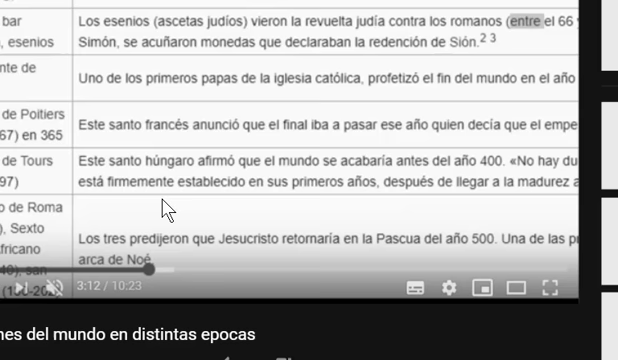 bar
, esenios
Los esenios (ascetas judíos) vieron la revuelta judía contra los romanos (entre el 66
Simón, se acuñaron monedas que declaraban la redención de Sión.2 3
nte de
Uno de los primeros papas de la iglesia católica, profetizó el fin del mundo en el año
de Poitiers
67) en 365
Este santo francés anunció que el final iba a pasar ese año quien decía que el empe
de Tours
97)
Este santo húngaro afirmó que el mundo se acabaría antes del año 400. «No hay du
está firmemente establecido en sus primeros años, después de llegar a la madurez a
o de Roma
), Sexto
fricano
san
Los tres predijeron que Jesucristo retornaría en la Pascua del año 500. Una de las pr
arca de Noé
3:12 / 10:23
nes del mundo en distintas epocas